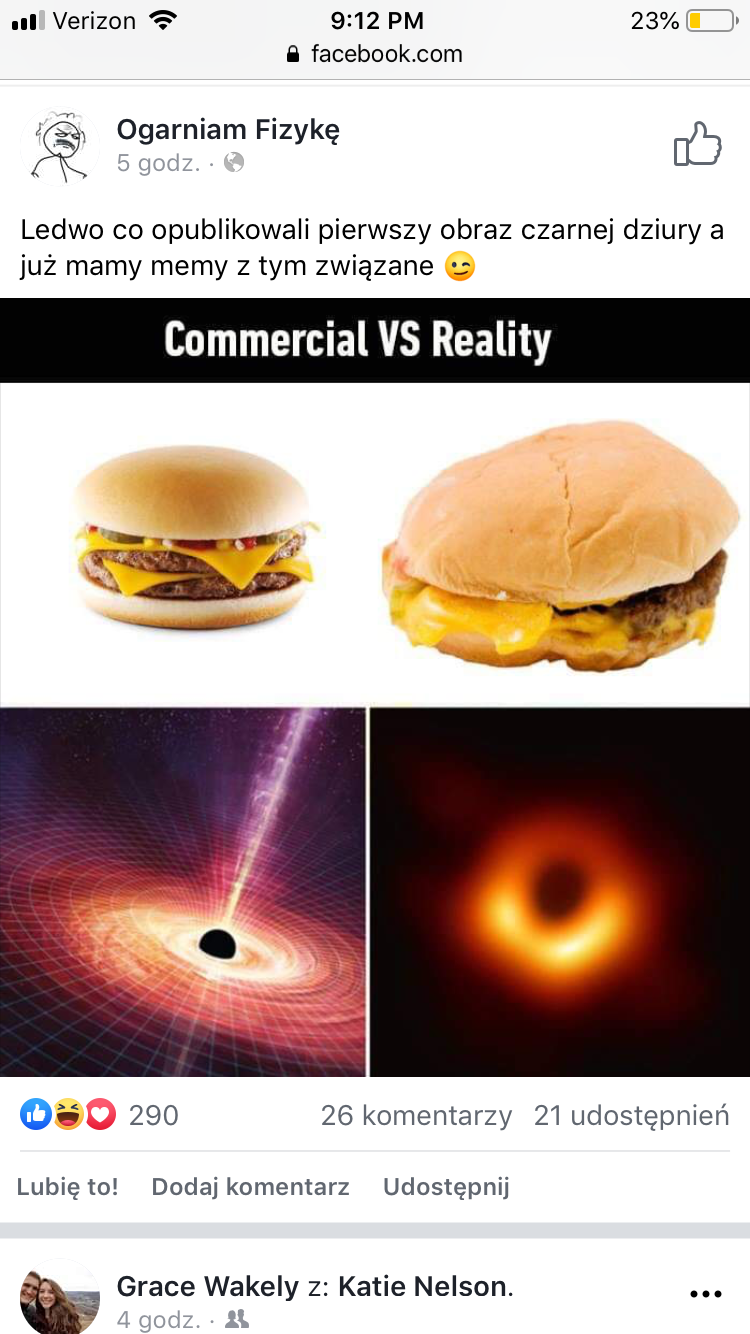 Verizon 9:12 PM 23%
facebook.com
Ogarniam Fizykę
5 godz. ·
Ledwo co opublikowali pierwszy obraz czarnej dziury a
już mamy memy z tym związane 😉
Commercial VS Reality
290 26 komentarzy 21 udostępnień
Lubię to! Dodaj komentarz Udostępnij
Grace Wakely z: Katie Nelson.
4 godz. ·